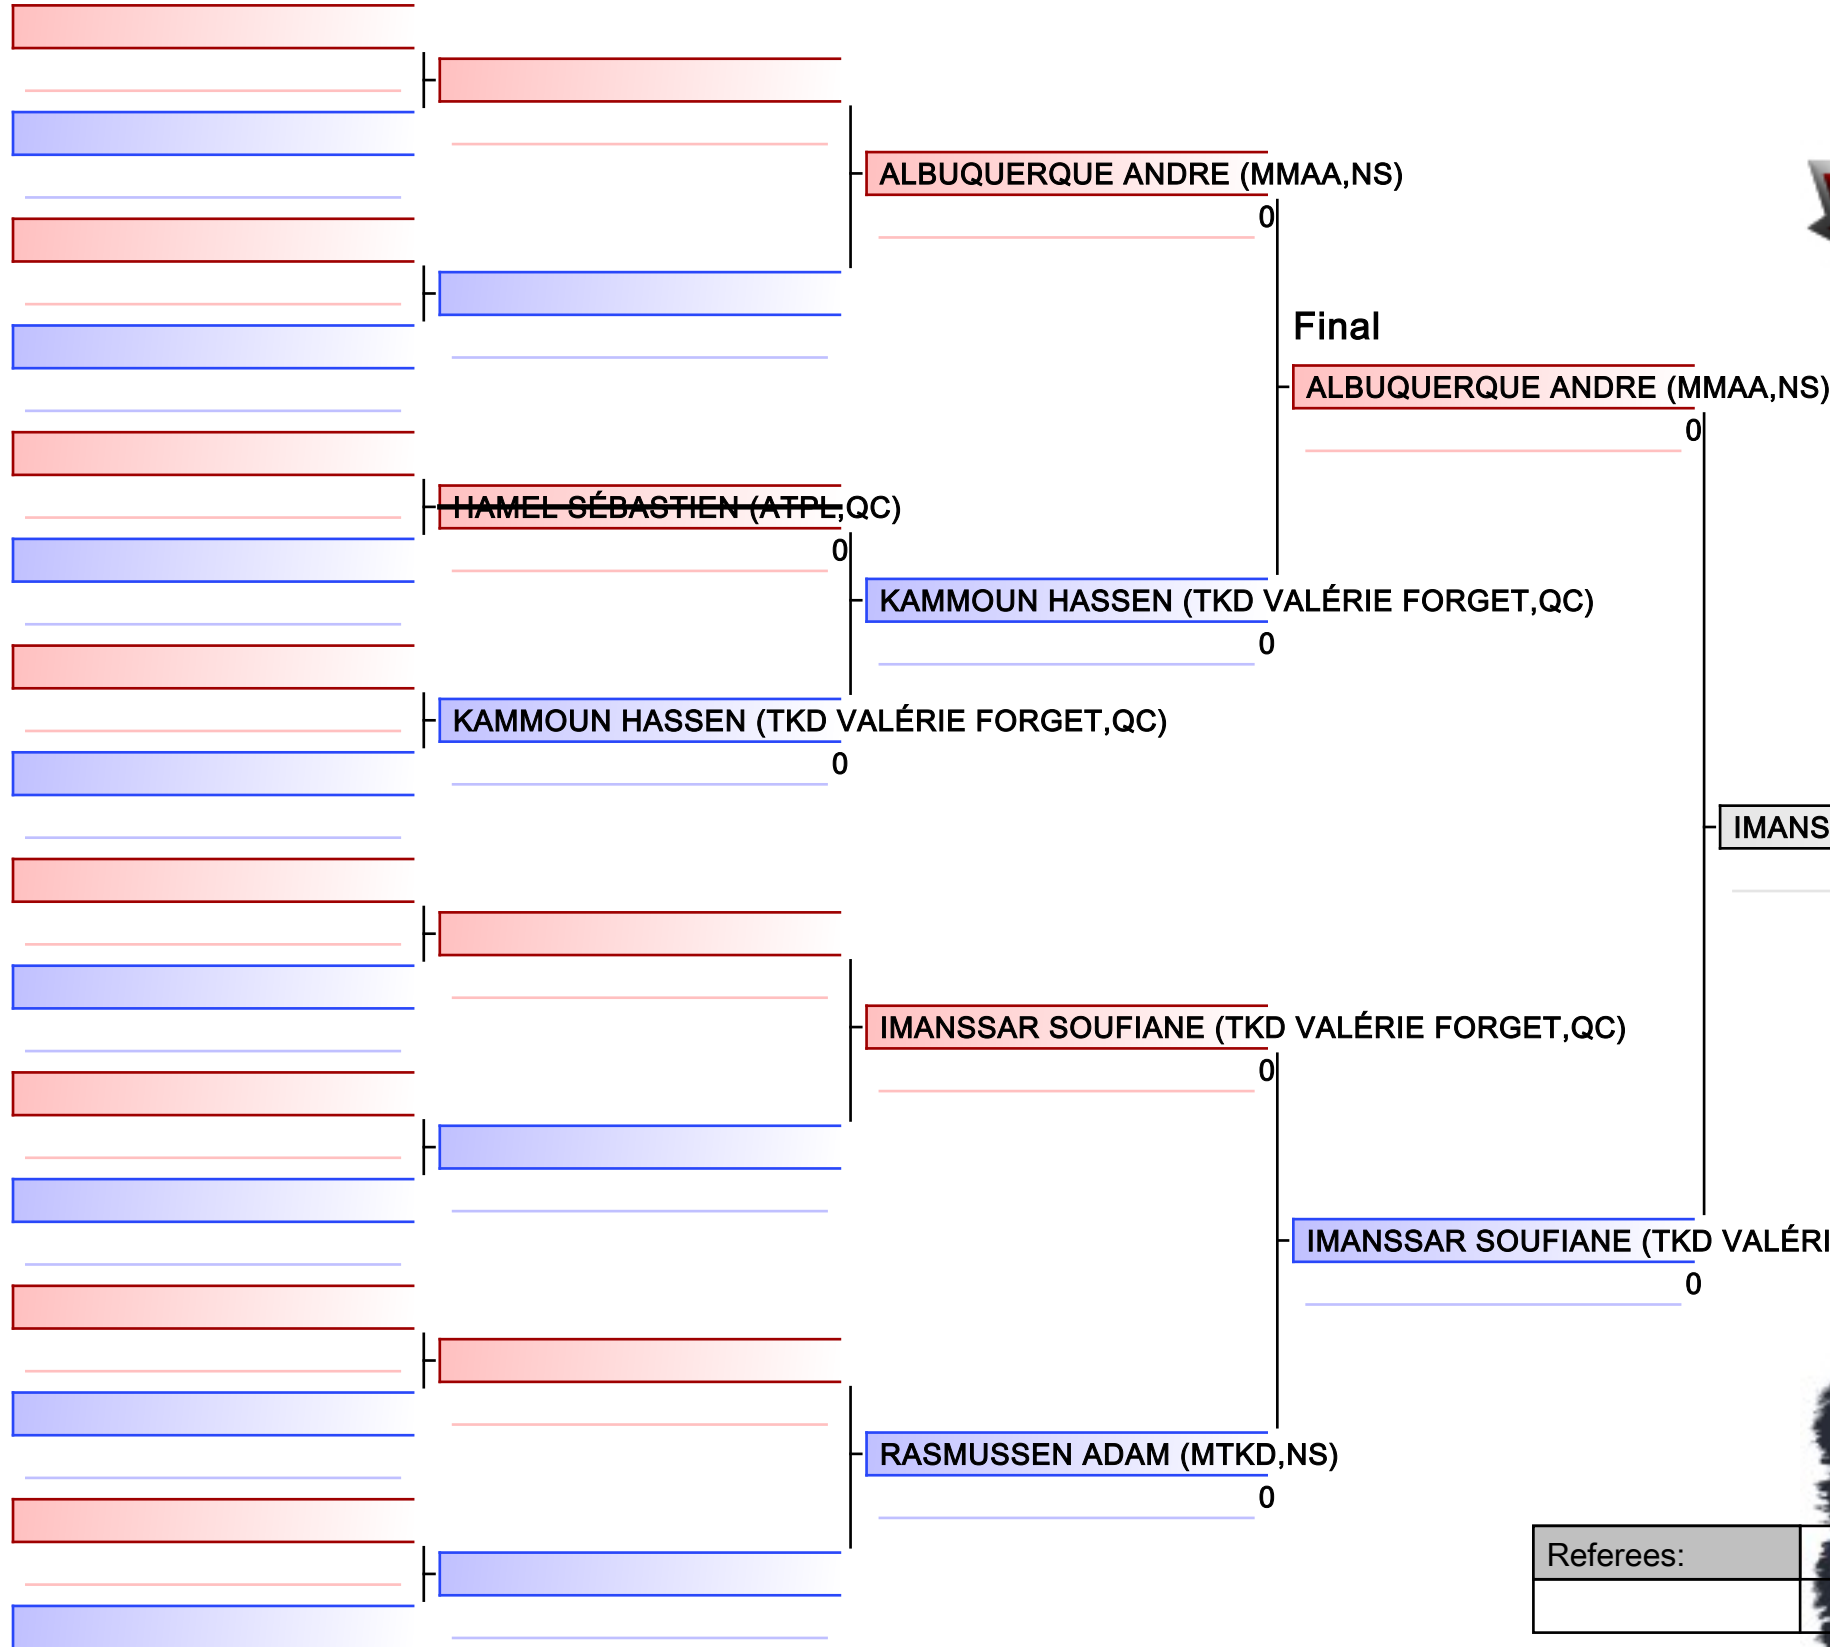 ALBUQUERQUE ANDRE (MMAA,NS)
0
Final
ALBUQUERQUE ANDRE (MMAA,NS)
0
HAMEL SÉBASTIEN (ATPL,QC)
0
KAMMOUN HASSEN (TKD VALÉRIE FORGET,QC)
0
KAMMOUN HASSEN (TKD VALÉRIE FORGET,QC)
0
IMANS
IMANSSAR SOUFIANE (TKD VALÉRIE FORGET,QC)
0
IMANSSAR SOUFIANE (TKD VALÉRI
0
RASMUSSEN ADAM (MTKD,NS)
0
Referees: